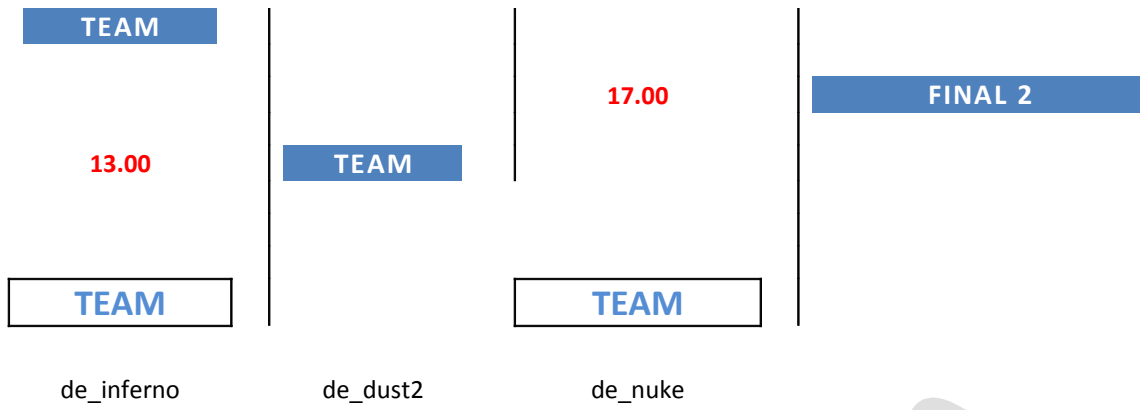 TEAM
17.00
FINAL 2
13.00
TEAM
TEAM
TEAM
de_inferno
de_dust2
de_nuke